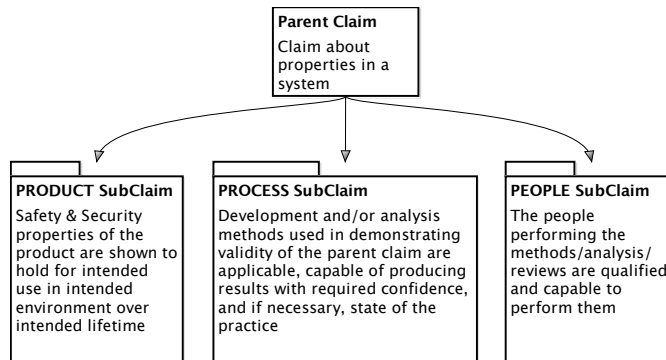 Parent Claim
Claim about
properties in a
system
PRODUCT SubClaim
Safety & Security
properties of the
product are shown to
hold for intended
use in intended
environment over
intended lifetime
PROCESS SubClaim
Development and/or analysis
methods used in demonstrating
validity of the parent claim are
applicable, capable of producing
results with required confidence,
and if necessary, state of the
practice
PEOPLE SubClaim
The people
performing the
methods/analysis/
reviews are qualified
and capable to
perform them